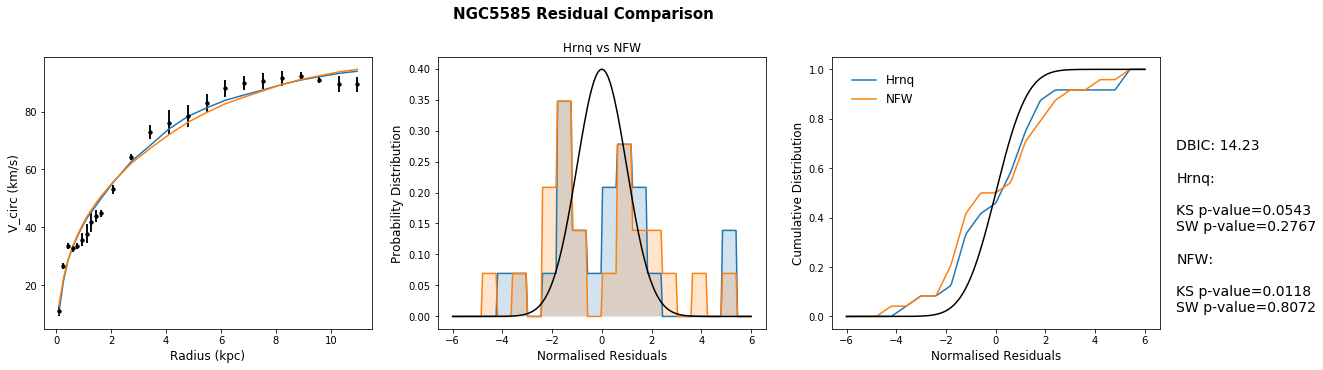 NGC5585 Residual Comparison
V_circ (km/s)
80
60
40
20
0
2
4
6
8
10
Radius (kpc)
Hrnq vs NFW
Probability Distribution
0.40
0.35
0.30
0.25
0.20
0.15
0.10
0.05
0.00
−6
−4
−2
0
2
4
6
Normalised Residuals
Cumulative Distribution
1.0
0.8
0.6
0.4
0.2
0.0
−6
−4
−2
0
2
4
6
Normalised Residuals
Hrnq
NFW
DBIC: 14.23
Hrnq:
KS p-value=0.0543
SW p-value=0.2767
NFW:
KS p-value=0.0118
SW p-value=0.8072